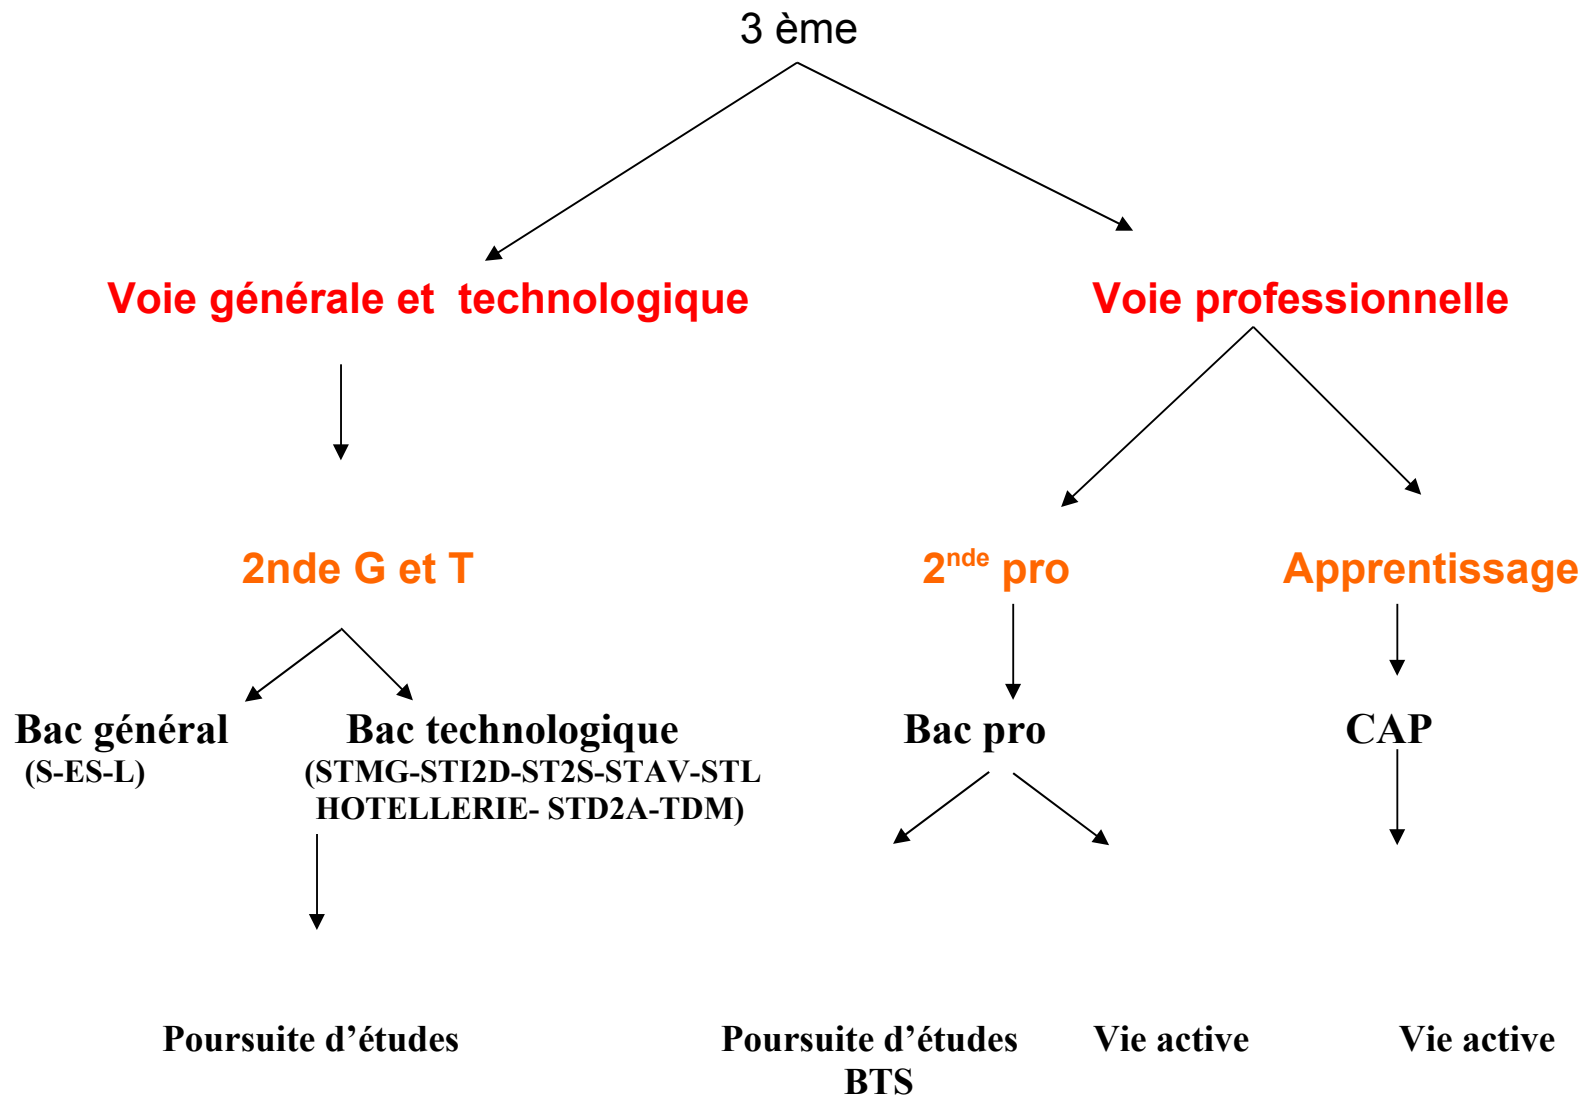 3 ème
Voie générale et  technologique
Voie professionnelle
2nde G et T
2nde pro
Apprentissage
Bac général
Bac technologique
Bac pro
CAP
(S-ES-L)
(STMG-STI2D-ST2S-STAV-STL
HOTELLERIE- STD2A-TDM)
Poursuite d’études
Poursuite d’études
BTS
Vie active
Vie active